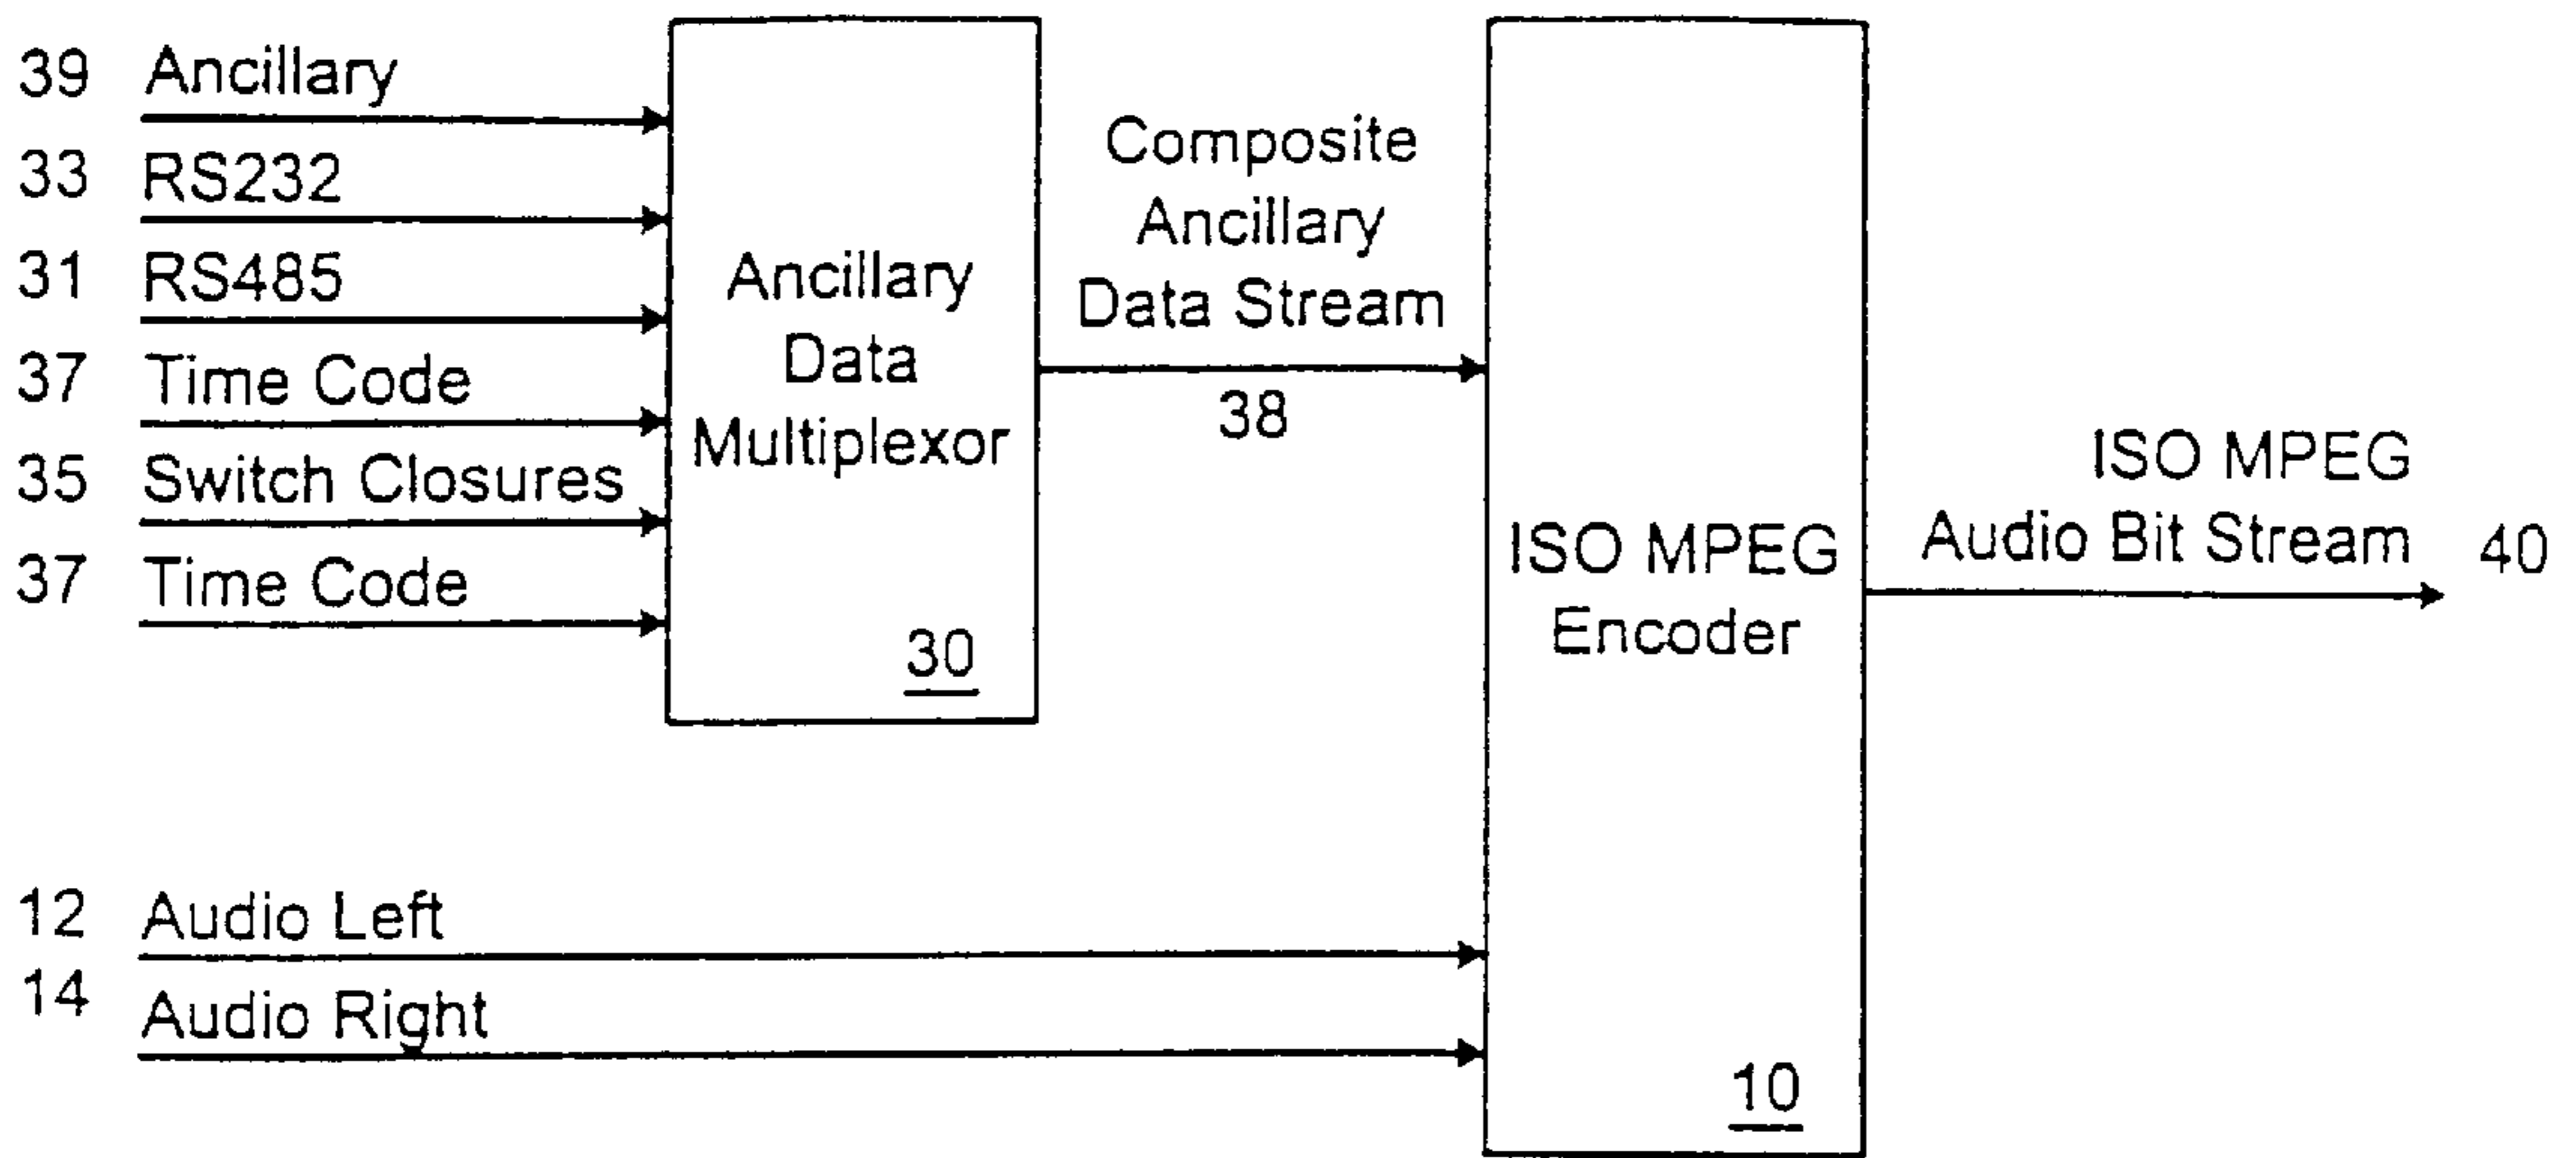 39 Ancillary
33 RS232
31 RS485
37 Time Code
35 Switch Closures
37 Time Code
Ancillary
Data
Multiplexor
30
Composite
Ancillary
Data Stream
38
12 Audio Left
14 Audio Right
ISO MPEG
Encoder
10
ISO MPEG
Audio Bit Stream 40